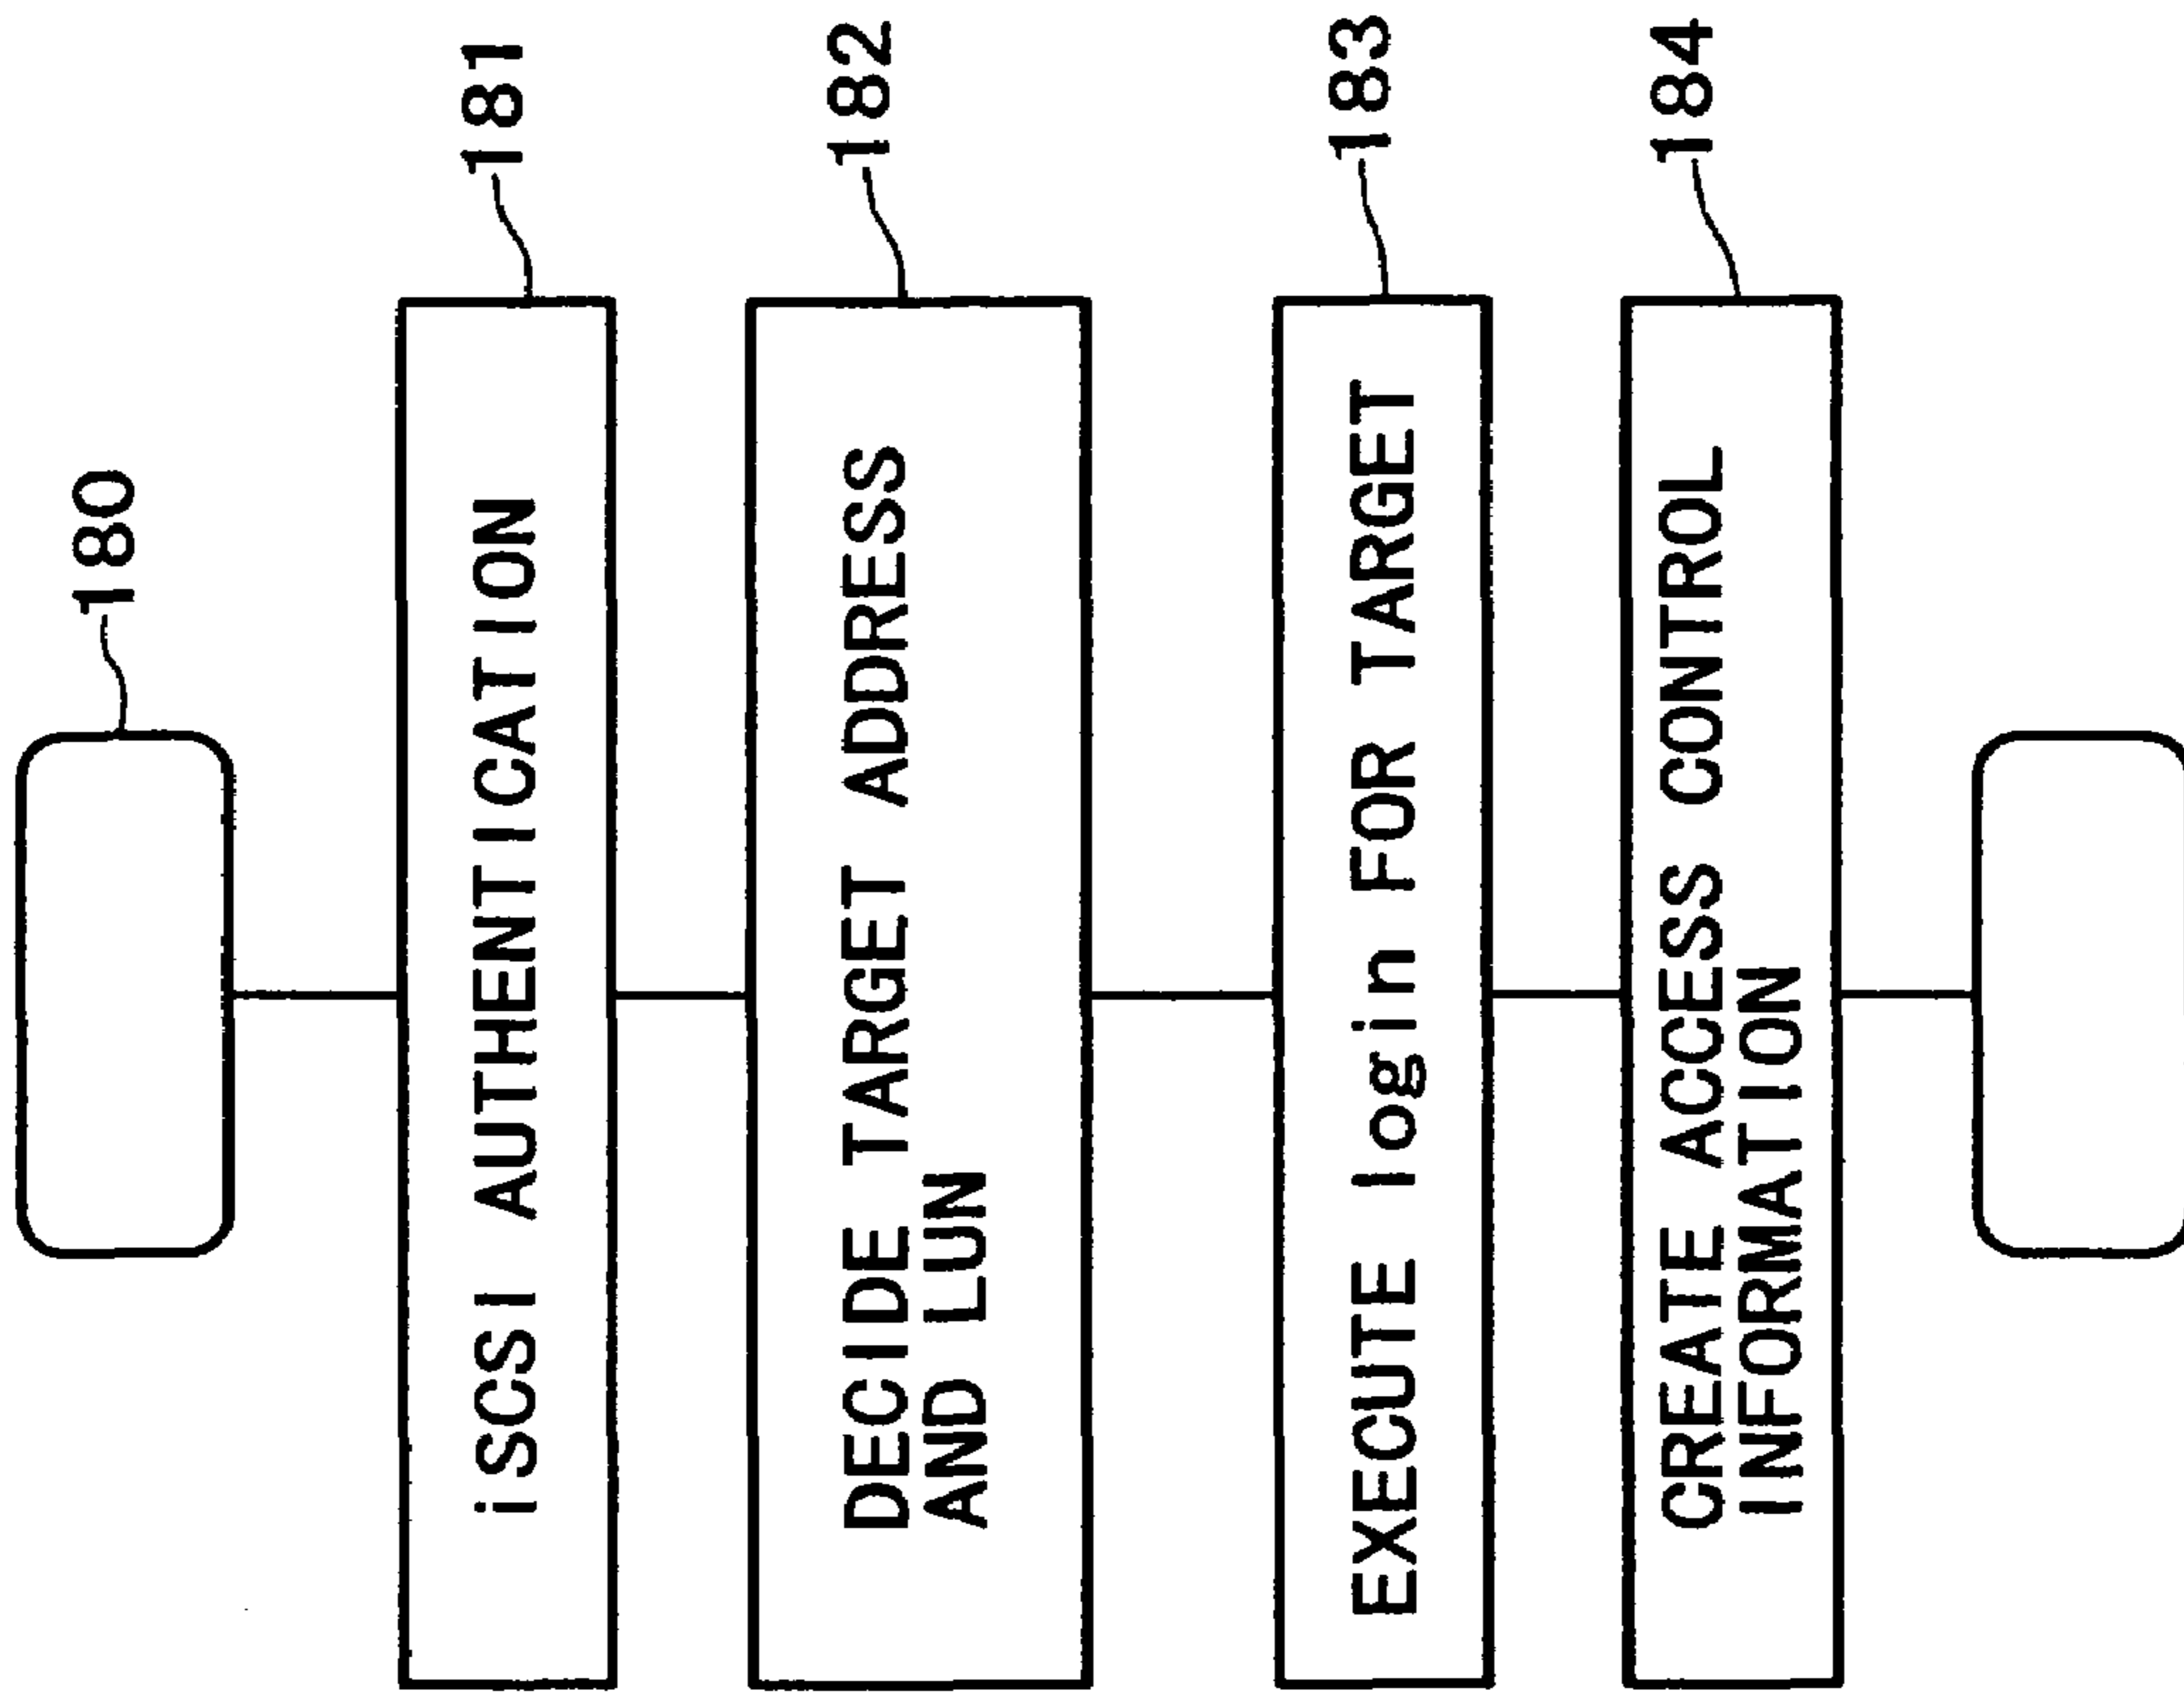 180
iSCSI AUTHENTICATION
181
DECIDE TARGET ADDRESS
AND LUN
182
EXECUTE login FOR TARGET
183
CREATE ACCESS CONTROL
INFORMATION
184